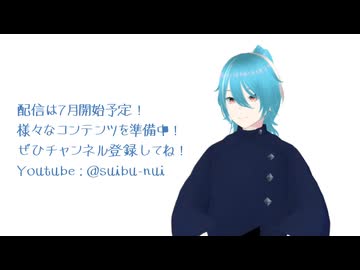 配信は7月開始予定！
様々なコンテンツを準備中！
ぜひチャンネル登録してね！
Youtube : @suibu-nui